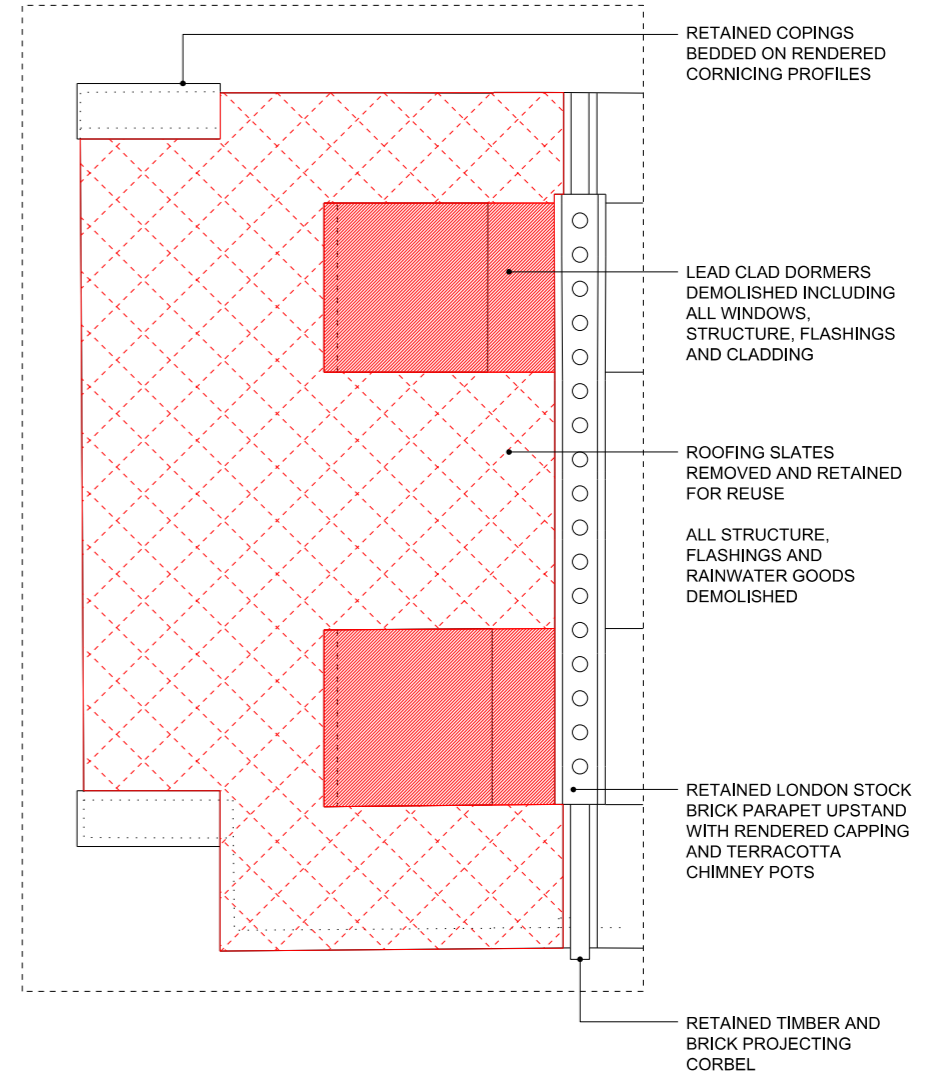 RETAINED COPINGS
BEDDED ON RENDERED
CORNICING PROFILES
LEAD CLAD DORMERS
DEMOLISHED INCLUDING
ALL WINDOWS,
STRUCTURE, FLASHINGS
AND CLADDING
ROOFING SLATES
REMOVED AND RETAINED
FOR REUSE
ALL STRUCTURE,
FLASHINGS AND
RAINWATER GOODS
DEMOLISHED
RETAINED LONDON STOCK
BRICK PARAPET UPSTAND
WITH RENDERED CAPPING
AND TERRACOTTA
CHIMNEY POTS
RETAINED TIMBER AND
BRICK PROJECTING
CORBEL